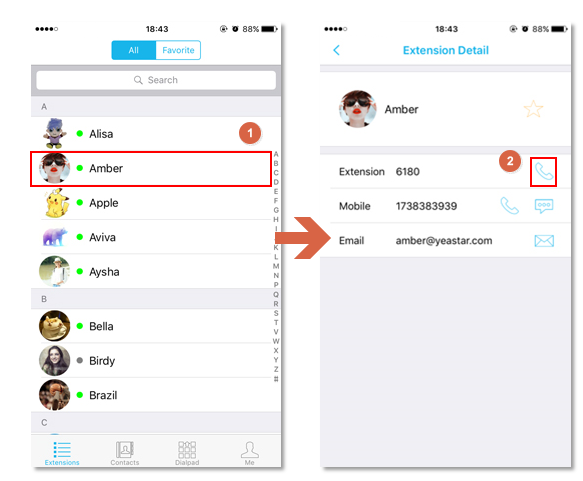 18:43 88%
All Favorite
Search
A
Alisa
1
Amber
Apple
Aviva
Aysha
B
Bella
Birdy
Brazil
C
A
B
C
D
E
F
G
H
I
K
L
M
N
P
Q
R
S
T
V
W
X
Y
Z
#
Extensions Contacts Dialpad Me
18:43 88%
Extension Detail
Amber
2
Extension 6180
Mobile 1738383939
Email amber@yeastar.com